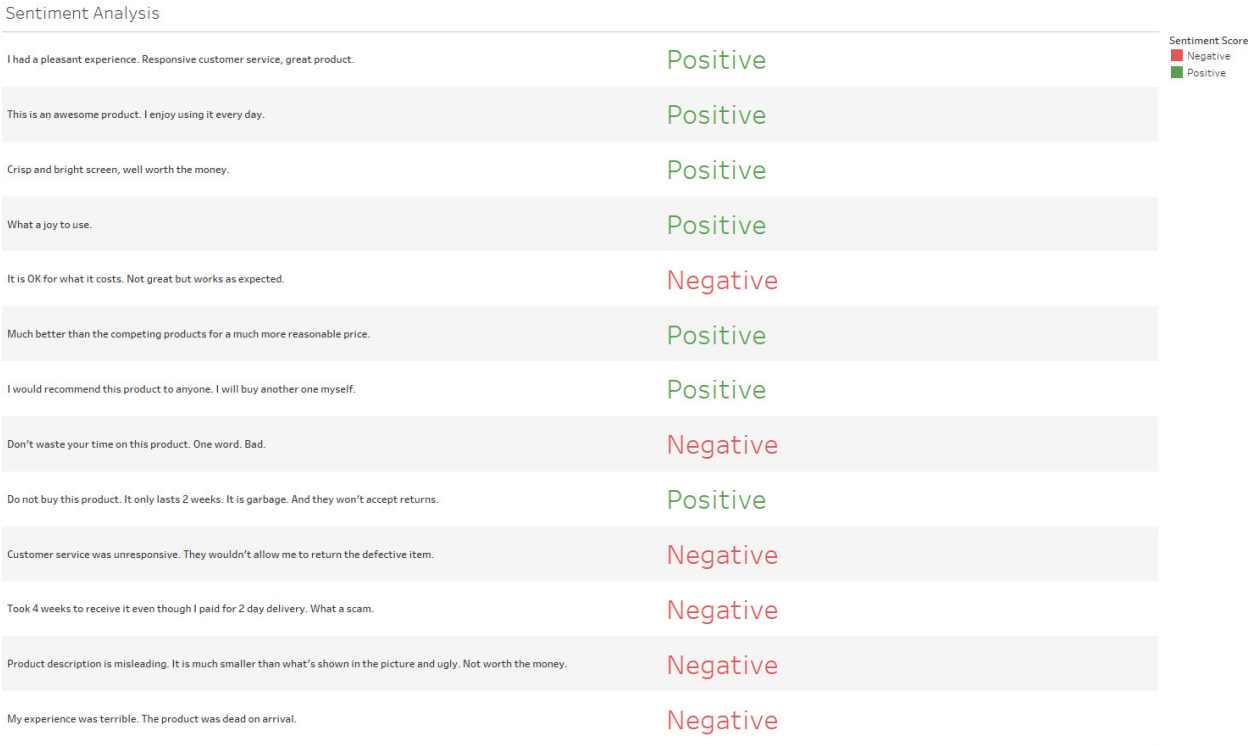 Sentiment Analysis
Sentiment Score
Negative
Positive
I had a pleasant experience. Responsive customer service, great product.
Positive
This is an awesome product. I enjoy using it every day.
Positive
Crisp and bright screen, well worth the money.
Positive
What a joy to use.
Positive
It is OK for what it costs. Not great but works as expected.
Negative
Much better than the competing products for a much more reasonable price.
Positive
I would recommend this product to anyone. I will buy another one myself.
Positive
Don’t waste your time on this product. One word. Bad.
Negative
Do not buy this product. It only lasts 2 weeks. It is garbage. And they won’t accept returns.
Positive
Customer service was unresponsive. They wouldn’t allow me to return the defective item.
Negative
Took 4 weeks to receive it even though I paid for 2 day delivery. What a scam.
Negative
Product description is misleading. It is much smaller than what’s shown in the picture and ugly. Not worth the money.
Negative
My experience was terrible. The product was dead on arrival.
Negative